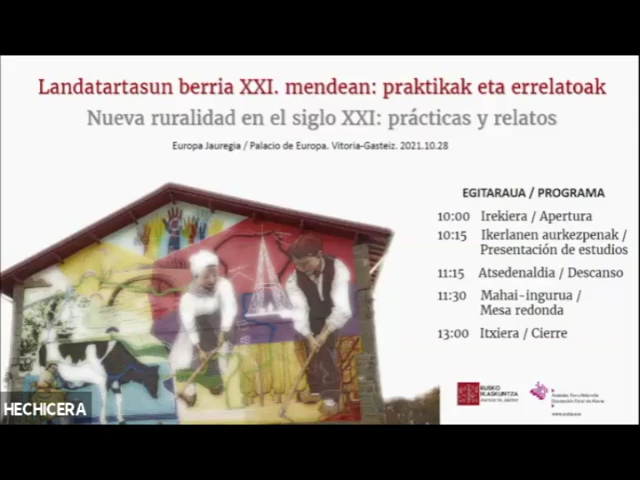 Landatartasun berria XXI. mendean: praktikak eta errelatoak
Nueva ruralidad en el siglo XXI: prácticas y relatos
Europa Jauregia / Palacio de Europa. Vitoria-Gasteiz. 2021.10.28
EGITARAUA / PROGRAMA
10:00 Irekiera / Apertura
10:15 Ikerlanen aurkezpenak /
Presentación de estudios
11:15 Atsedenaldia / Descanso
11:30 Mahai-ingurua /
Mesa redonda
13:00 Itxiera / Cierre
EUSKO
IKASKUNTZA
HECHICERA